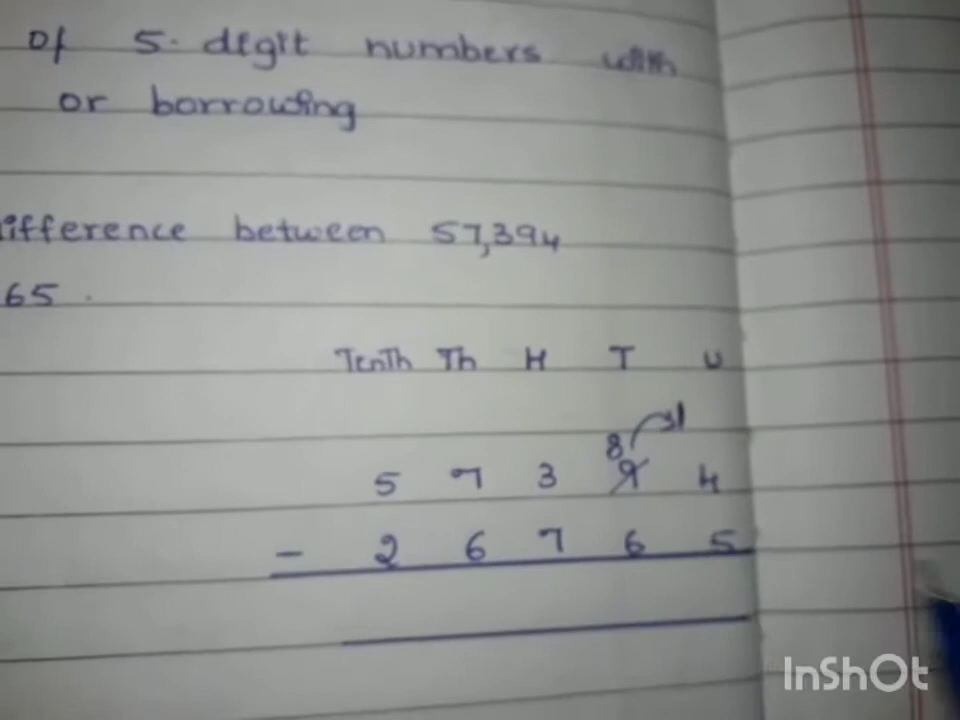 of 5-digit numbers with
or borrowing
ifference between 57,394
65.
TenTh Th H T U
8 1
5 7 3 9 4
- 2 6 7 6 5
InShOt